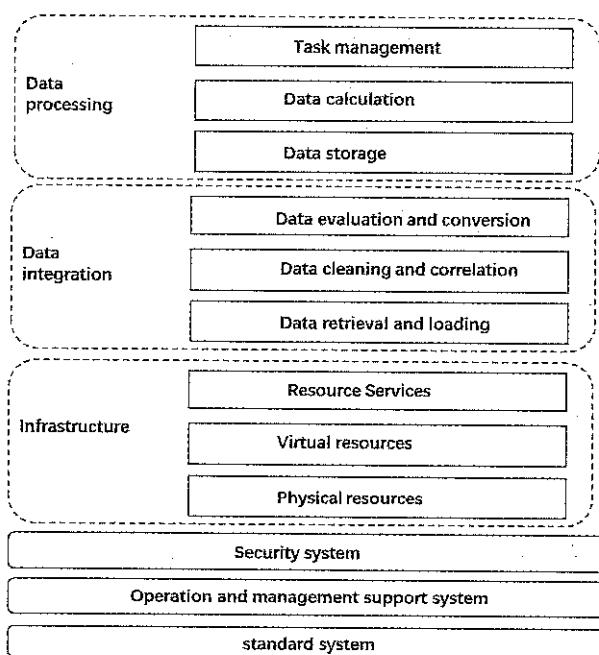 Task management
Data
processing
Data calculation
Data storage
Data evaluation and conversion
Data
integration
Data cleaning and correlation
Data retrieval and loading
Resource Services
Infrastructure
Virtual resources
Physical resources
Security system
Operation and management support system
standard system